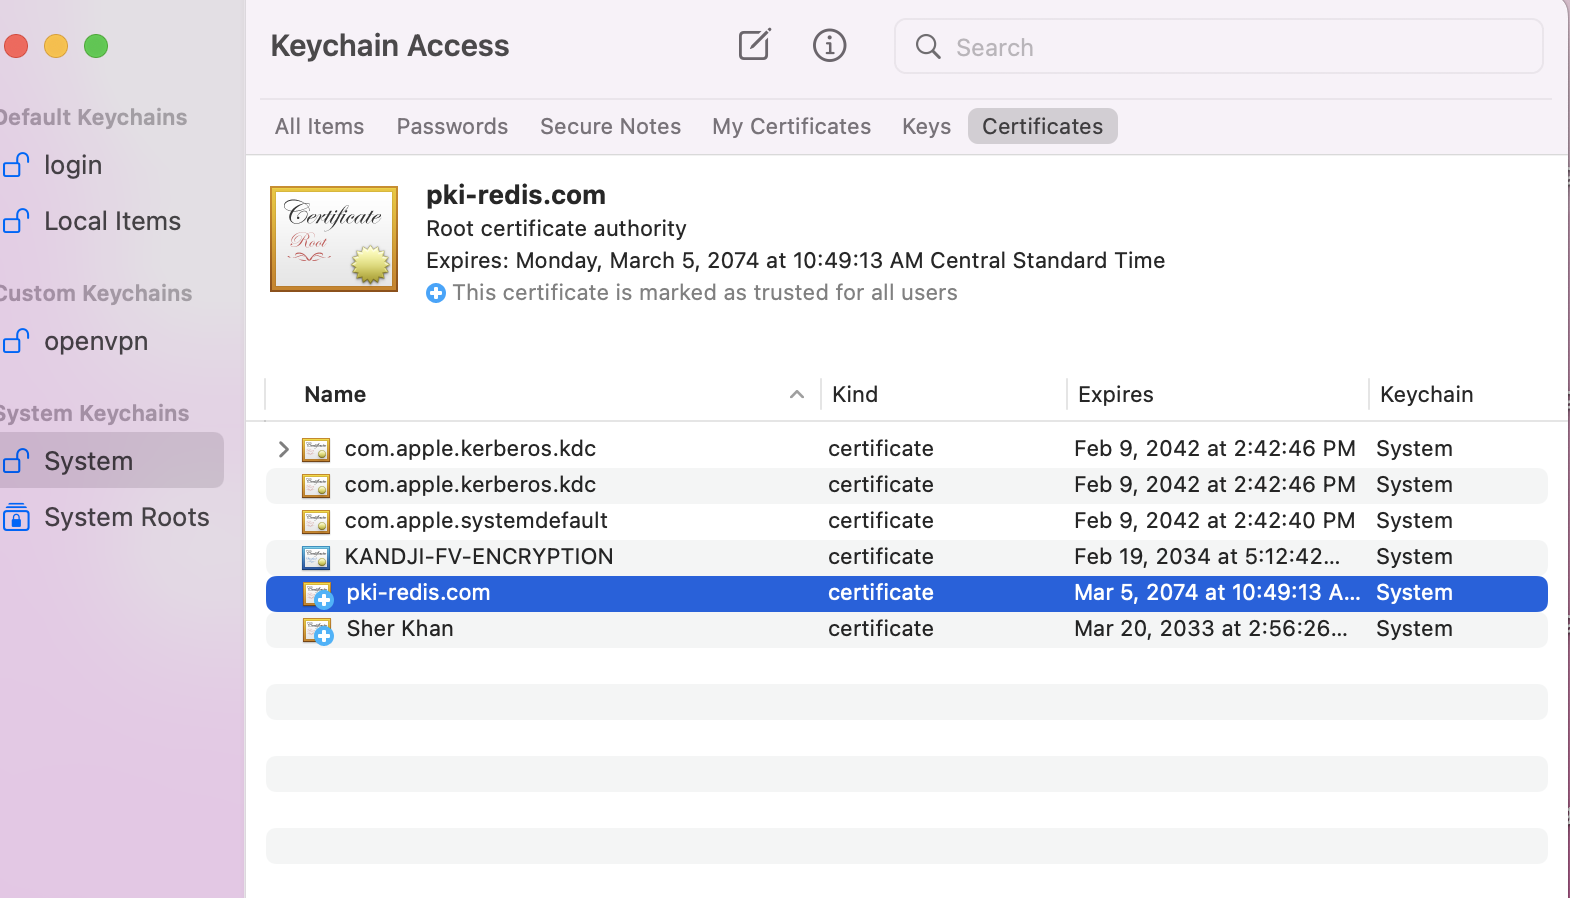 Keychain Access
Search
All Items Passwords Secure Notes My Certificates Keys Certificates
Default Keychains
login
Local Items
Custom Keychains
openvpn
System Keychains
System
System Roots
Certificate
Root
pki-redis.com
Root certificate authority
Expires: Monday, March 5, 2074 at 10:49:13 AM Central Standard Time
This certificate is marked as trusted for all users
Name Kind Expires Keychain
com.apple.kerberos.kdc certificate Feb 9, 2042 at 2:42:46 PM System
com.apple.kerberos.kdc certificate Feb 9, 2042 at 2:42:46 PM System
com.apple.systemdefault certificate Feb 9, 2042 at 2:42:40 PM System
KANDJI-FV-ENCRYPTION certificate Feb 19, 2034 at 5:12:42... System
pki-redis.com certificate Mar 5, 2074 at 10:49:13 A... System
Sher Khan certificate Mar 20, 2033 at 2:56:26... System